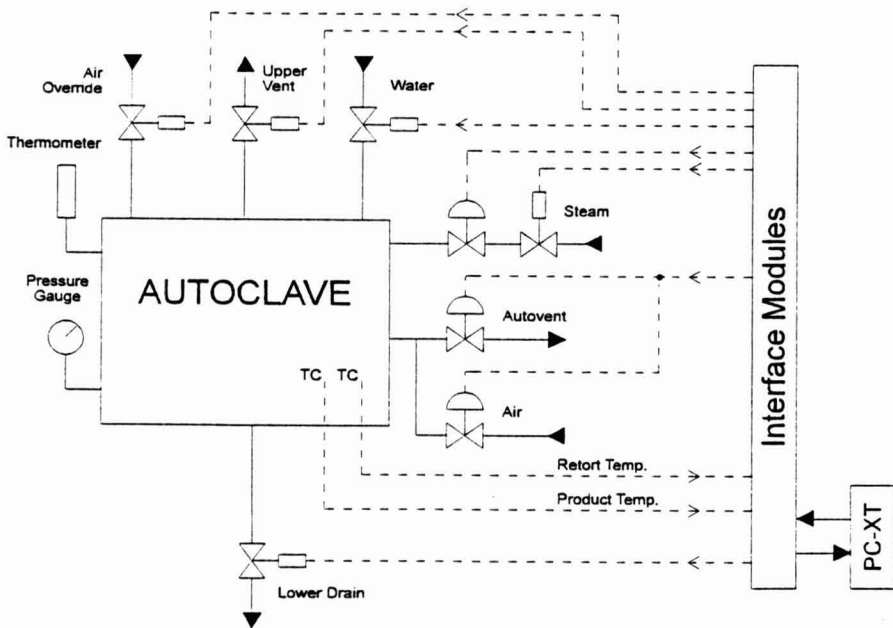 Air
Override
Upper
Vent
Water
Thermometer
Steam
Pressure
Gauge
AUTOCLAVE
Autovent
TC TC
Air
Retort Temp.
Product Temp.
Lower Drain
Interface Modules
PC-XT